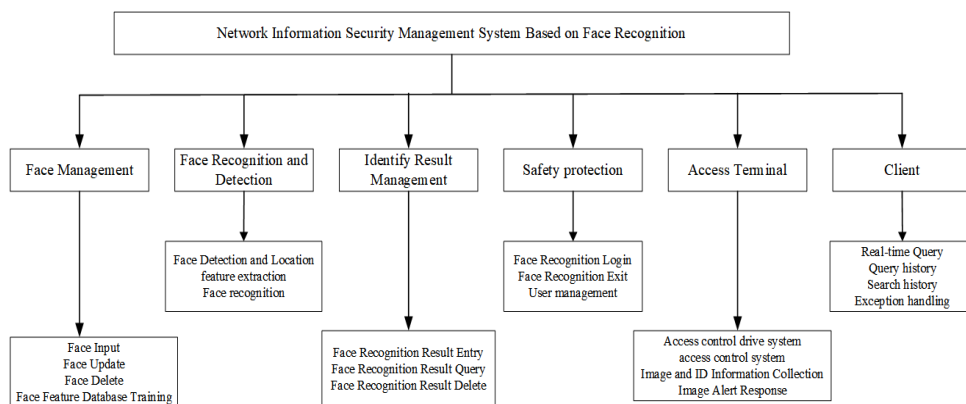 Network Information Security Management System Based on Face Recognition
Face Management
Face Recognition and
Detection
Identify Result
Management
Safety protection
Access Terminal
Client
Face Detection and Location
feature extraction
Face recognition
Face Recognition Login
Face Recognition Exit
User management
Real-time Query
Query history
Search history
Exception handling
Face Input
Face Update
Face Delete
Face Feature Database Training
Face Recognition Result Entry
Face Recognition Result Query
Face Recognition Result Delete
Access control drive system
access control system
Image and ID Information Collection
Image Alert Response